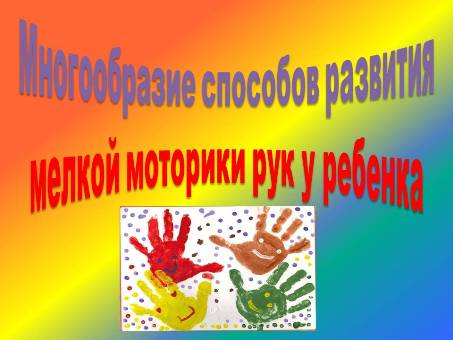 Многообразие способов развития
мелкой моторики рук у ребенка